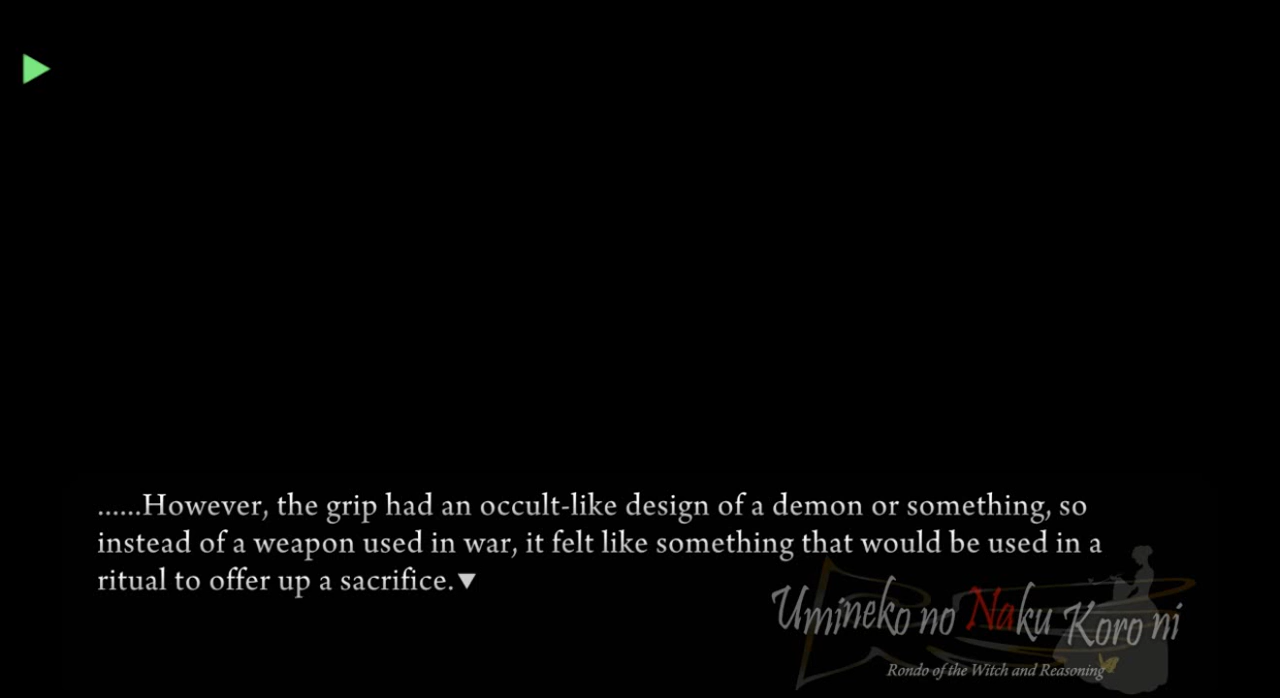 ......However, the grip had an occult-like design of a demon or something, so
instead of a weapon used in war, it felt like something that would be used in a
ritual to offer up a sacrifice.▼
Umineko no Naku Koro ni
Rondo of the Witch and Reasoning